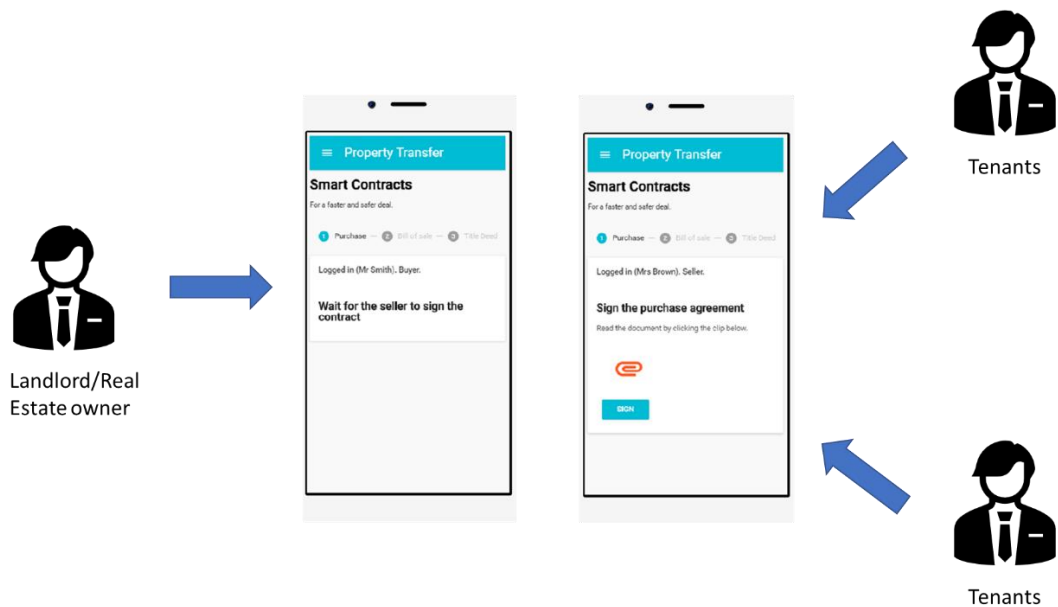 Tenants
Property Transfer
Smart Contracts
For a faster and safer deal.
1 Purchase — 2 Bill of sale — 3 Title Deed
Logged in (Mr Smith). Buyer.
Wait for the seller to sign the
contract
Property Transfer
Smart Contracts
For a faster and safer deal.
1 Purchase — 2 Bill of sale — 3 Title Deed
Logged in (Mrs Brown). Seller.
Sign the purchase agreement
Read the document by clicking the clip below.
SIGN
Landlord/Real
Estate owner
Tenants